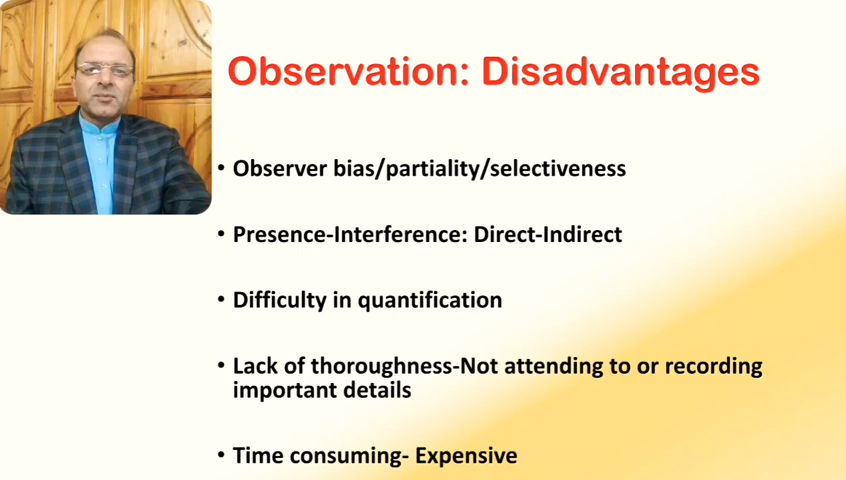 Observation: Disadvantages
• Observer bias/partiality/selectiveness
• Presence-Interference: Direct-Indirect
• Difficulty in quantification
• Lack of thoroughness-Not attending to or recording
important details
• Time consuming- Expensive